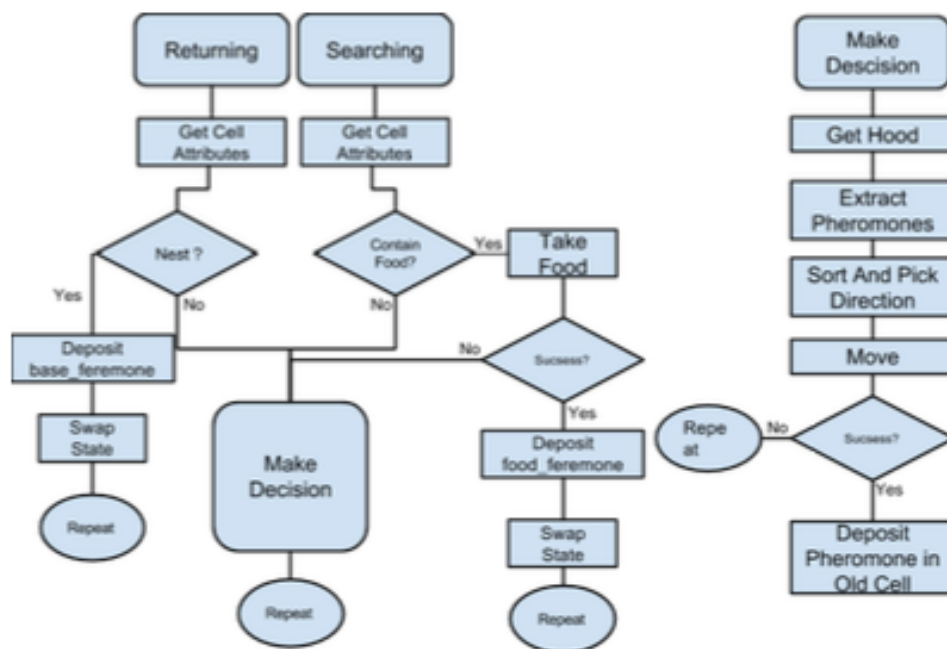 Returning
Searching
Get Cell
Attributes
Get Cell
Attributes
Nest ?
Contain
Food?
Yes
Take
Food
Yes
No
No
Deposit
base_feremone
No
Sucsess?
Swap
State
Make
Decision
Yes
Deposit
food_feremone
Repeat
Swap
State
Repeat
Repeat
Make
Descision
Get Hood
Extract
Pheromones
Sort And Pick
Direction
Move
Repe
at
No
Sucsess?
Yes
Deposit
Pheromone in
Old Cell